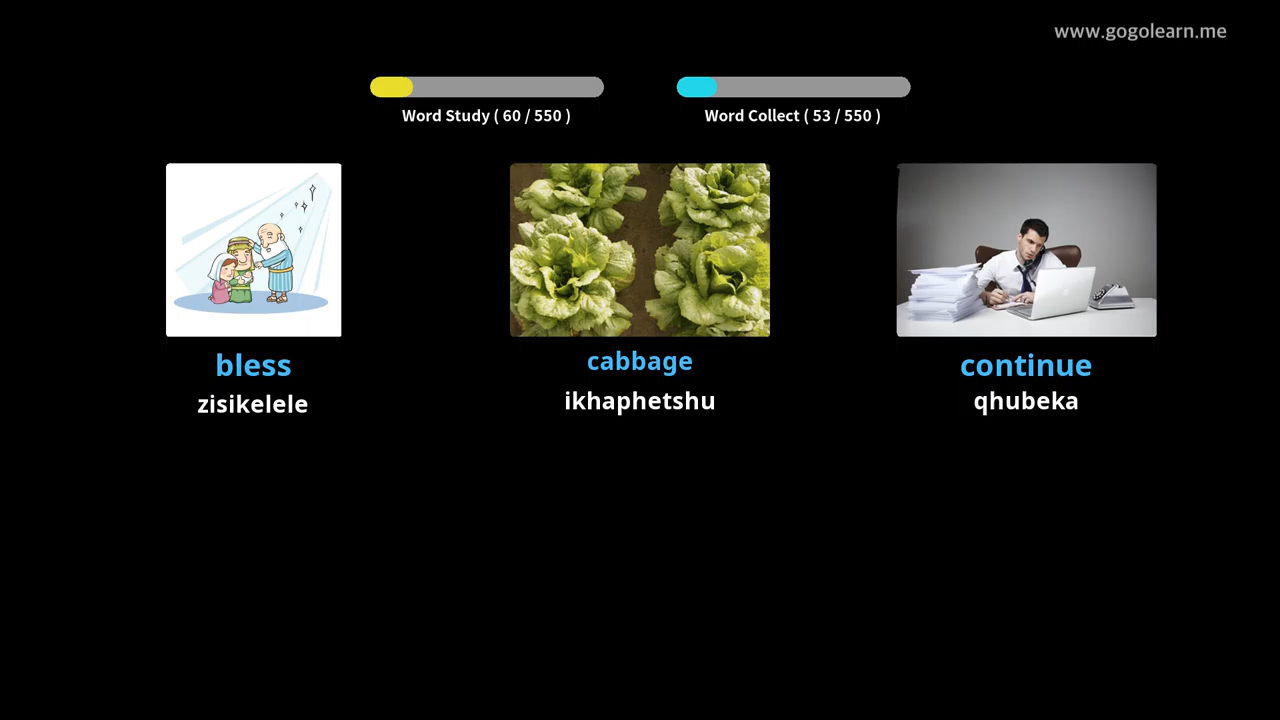 www.gogolearn.me
Word Study ( 60 / 550 )
Word Collect ( 53 / 550 )
bless
zisikelele
cabbage
ikhaphetshu
continue
qhubeka